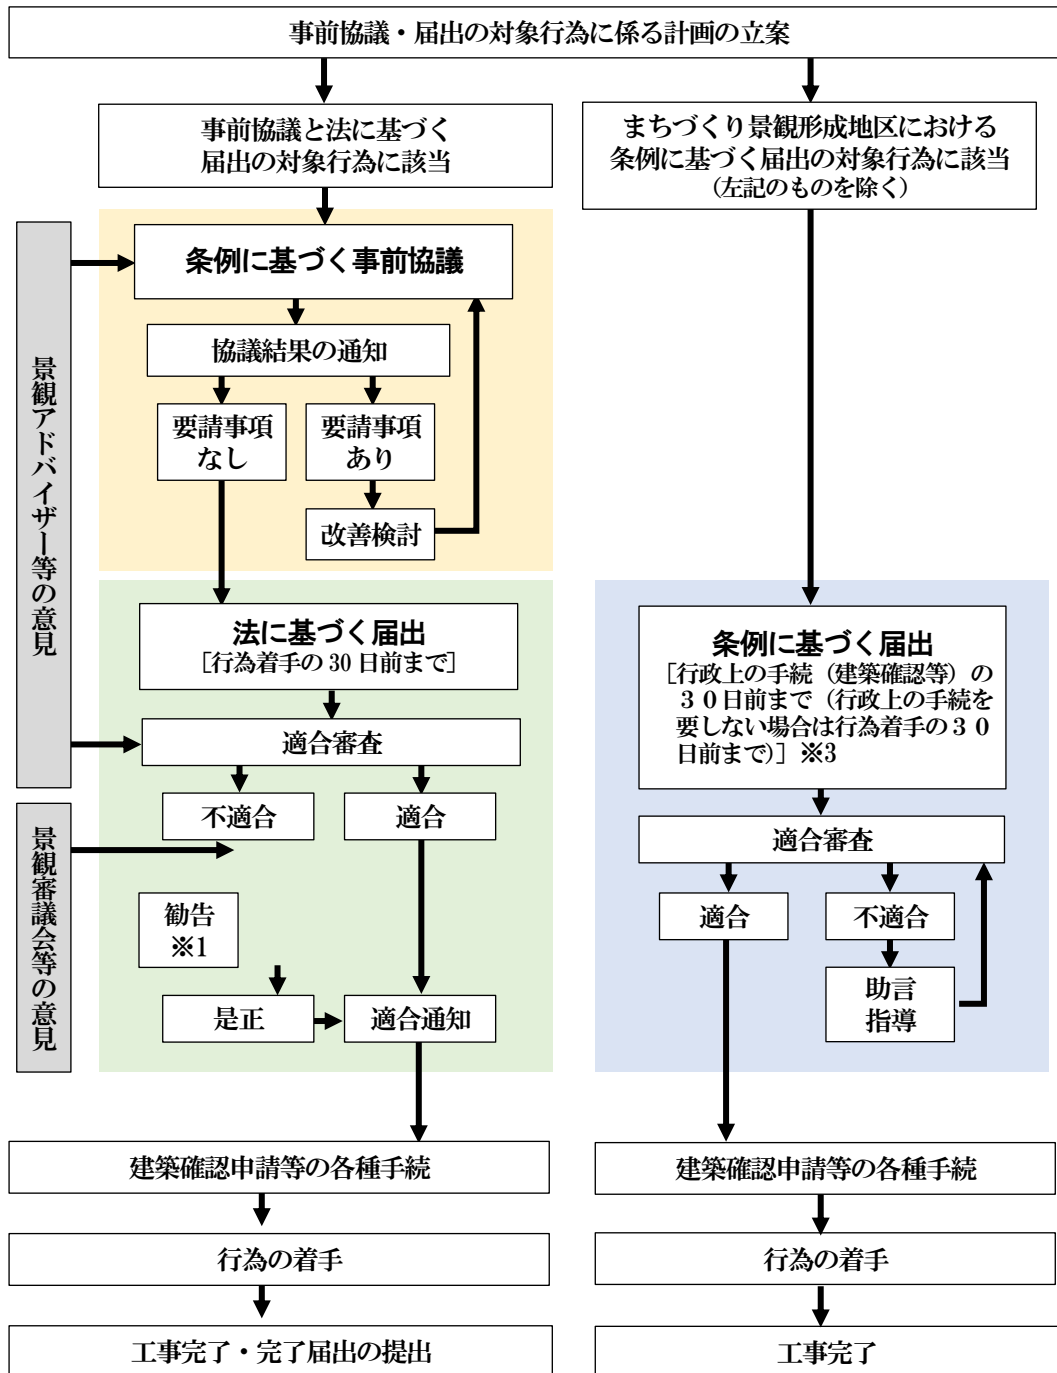 事前協議・届出の対象行為に係る計画の立案
事前協議と法に基づく
届出の対象行為に該当
まちづくり景観形成地区における
条例に基づく届出の対象行為に該当
（左記のものを除く）
景観アドバイザー等の意見
条例に基づく事前協議
協議結果の通知
要請事項
なし
要請事項
あり
改善検討
法に基づく届出
［行為着手の 30 日前まで］
適合審査
不適合
適合
景観審議会等の意見
勧告
※1
是正
適合通知
条例に基づく届出
［行政上の手続（建築確認等）の
３０日前まで（行政上の手続を
要しない場合は行為着手の３０
日前まで）］※3
適合審査
適合
不適合
助言
指導
建築確認申請等の各種手続
行為の着手
工事完了・完了届出の提出
建築確認申請等の各種手続
行為の着手
工事完了